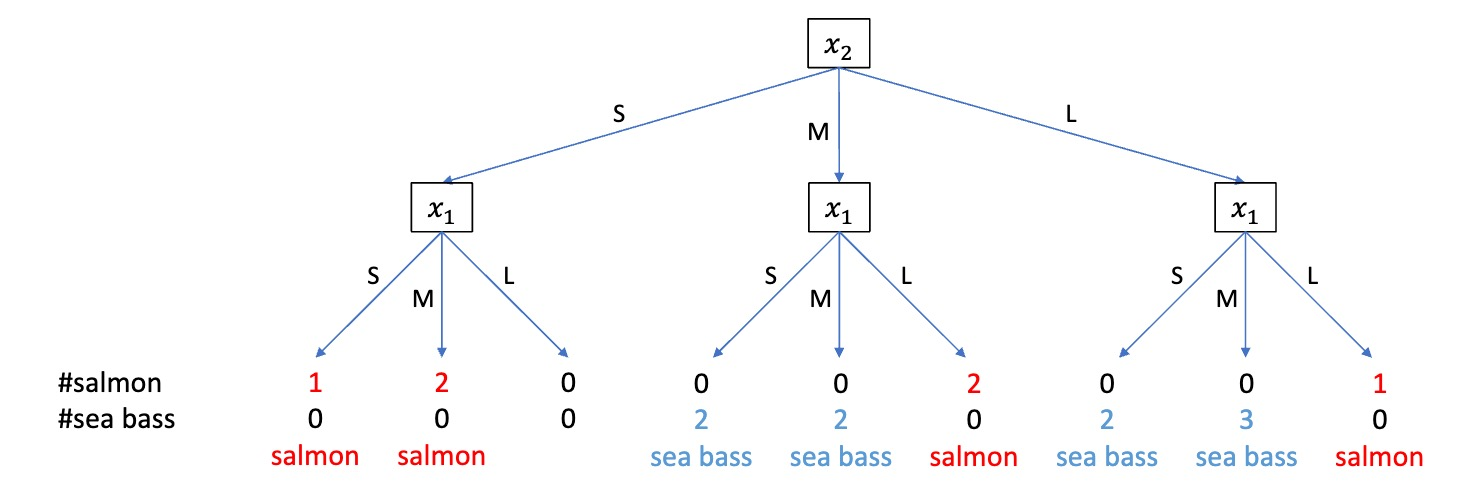 x₂
S M L
x₁ x₁ x₁
S M L S M L S M L
#salmon 1 2 0 0 0 2 0 0 1
#sea bass 0 0 0 2 2 0 2 3 0
salmon salmon sea bass sea bass salmon sea bass sea bass salmon